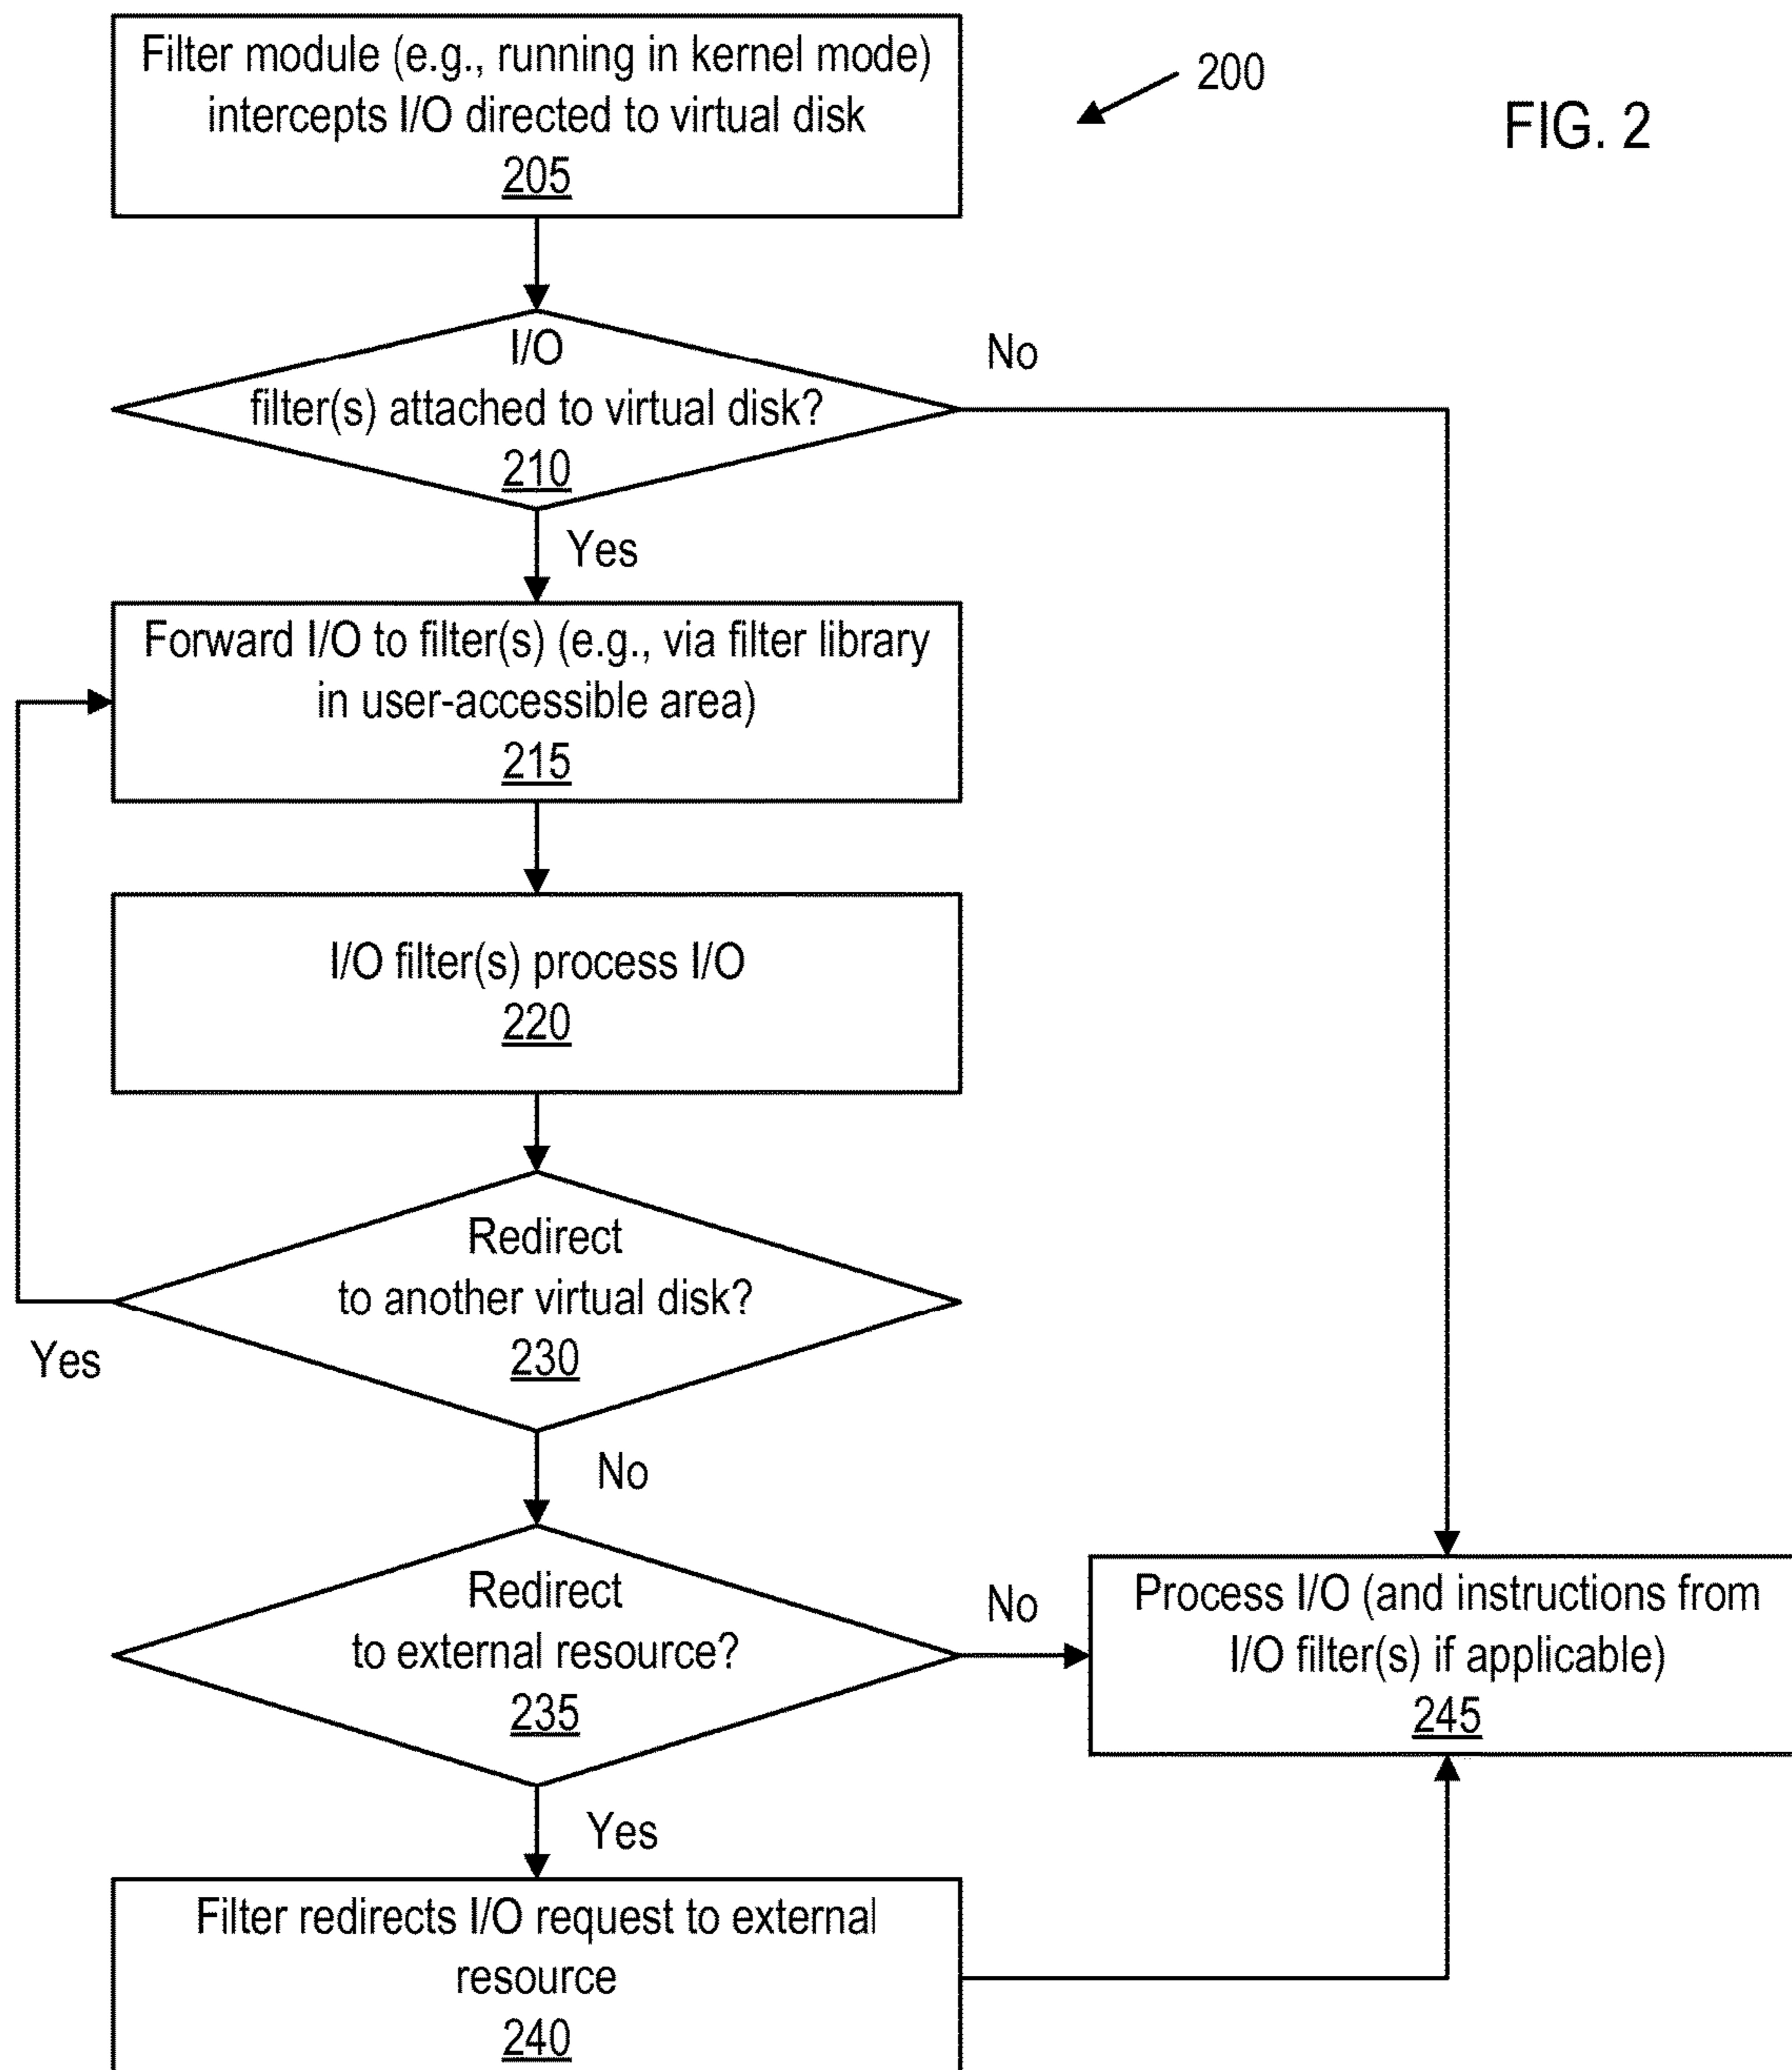 Filter module (e.g., running in kernel mode)
intercepts I/O directed to virtual disk
205
200
FIG. 2
I/O
filter(s) attached to virtual disk?
210
No
Yes
Forward I/O to filter(s) (e.g., via filter library
in user-accessible area)
215
I/O filter(s) process I/O
220
Redirect
to another virtual disk?
230
Yes
No
Redirect
to external resource?
235
No
Process I/O (and instructions from
I/O filter(s) if applicable)
245
Yes
Filter redirects I/O request to external
resource
240